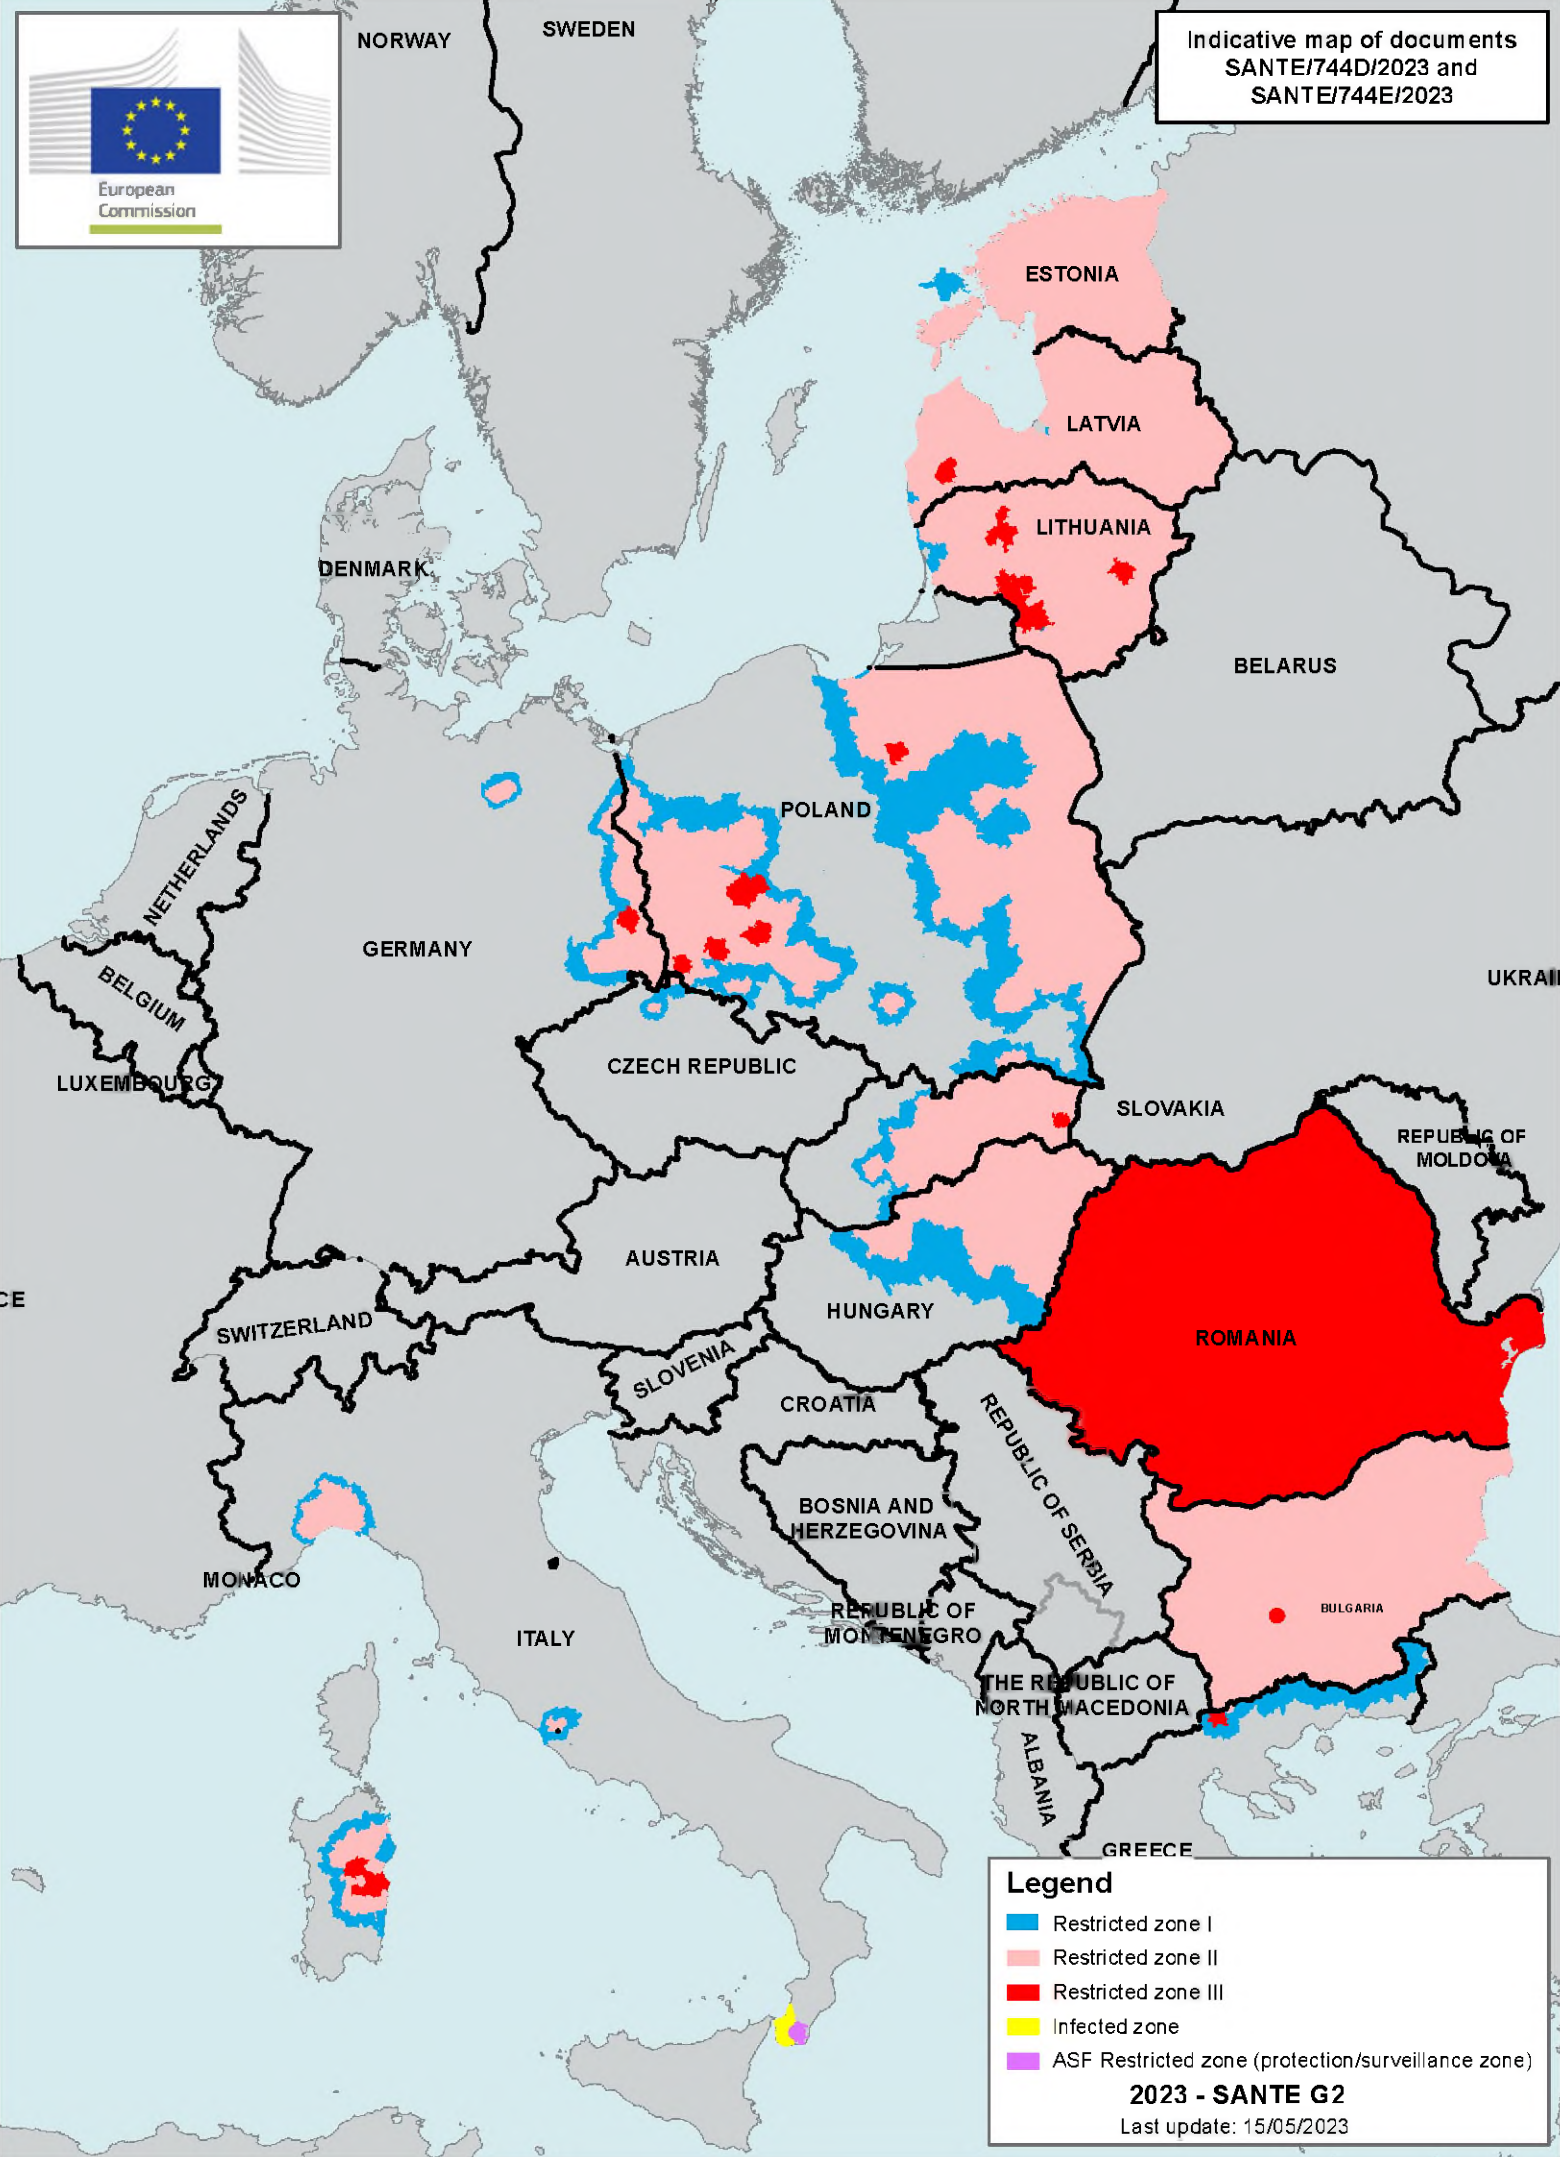 NORWAY
SWEDEN
European
Commission
Indicative map of documents
SANTE/744D/2023 and
SANTE/744E/2023
ESTONIA
LATVIA
LITHUANIA
DENMARK
BELARUS
POLAND
NETHERLANDS
GERMANY
BELGIUM
UKRAI
CZECH REPUBLIC
LUXEMBOURG
SLOVAKIA
REPUBLIC OF
MOLDOVA
AUSTRIA
CE
HUNGARY
SWITZERLAND
ROMANIA
SLOVENIA
CROATIA
REPUBLIC OF SERBIA
BOSNIA AND
HERZEGOVINA
MONACO
BULGARIA
REPUBLIC OF
MONTENEGRO
ITALY
THE REPUBLIC OF
NORTH MACEDONIA
ALBANIA
GREECE
Legend
Restricted zone I
Restricted zone II
Restricted zone III
Infected zone
ASF Restricted zone (protection/surveillance zone)
2023 - SANTE G2
Last update: 15/05/2023